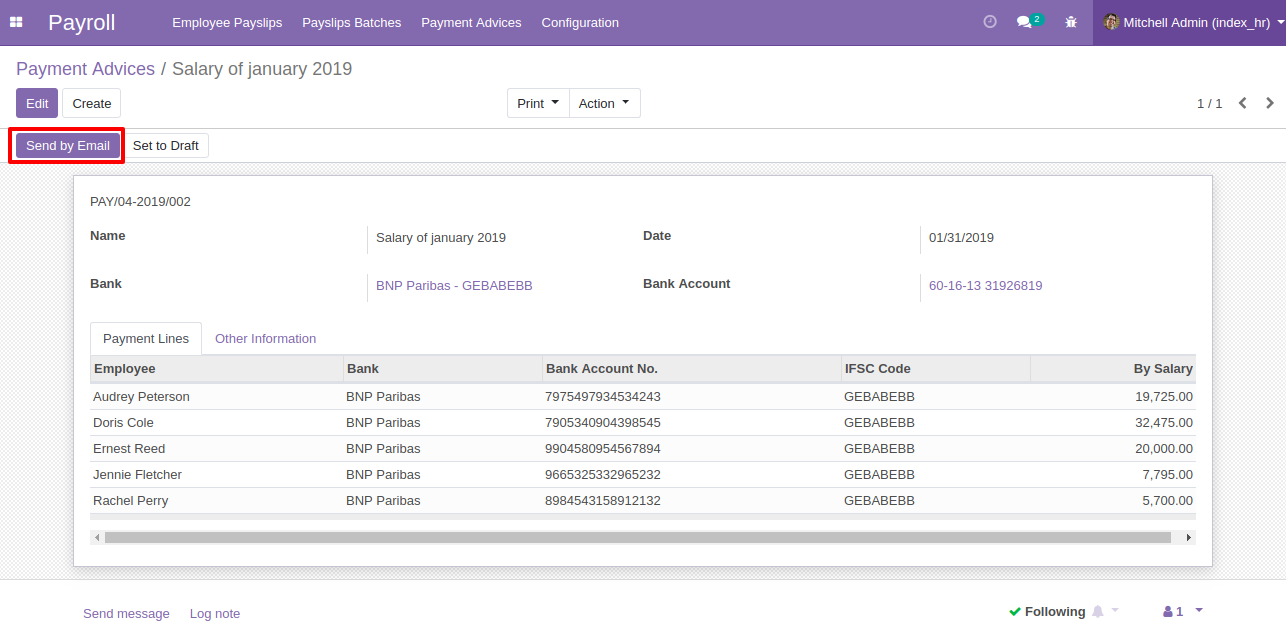 Payroll Employee Payslips Payslips Batches Payment Advices Configuration 2 Mitchell Admin (index_hr)
Payment Advices / Salary of january 2019
Edit Create Print Action 1 / 1
Send by Email Set to Draft
PAY/04-2019/002
Name Salary of january 2019 Date 01/31/2019
Bank BNP Paribas - GEBABEBB Bank Account 60-16-13 31926819
Payment Lines Other Information
Employee Bank Bank Account No. IFSC Code By Salary
Audrey Peterson BNP Paribas 7975497934534243 GEBABEBB 19,725.00
Doris Cole BNP Paribas 7905340904398545 GEBABEBB 32,475.00
Ernest Reed BNP Paribas 9904580954567894 GEBABEBB 20,000.00
Jennie Fletcher BNP Paribas 9665325332965232 GEBABEBB 7,795.00
Rachel Perry BNP Paribas 8984543158912132 GEBABEBB 5,700.00
Send message Log note Following 1